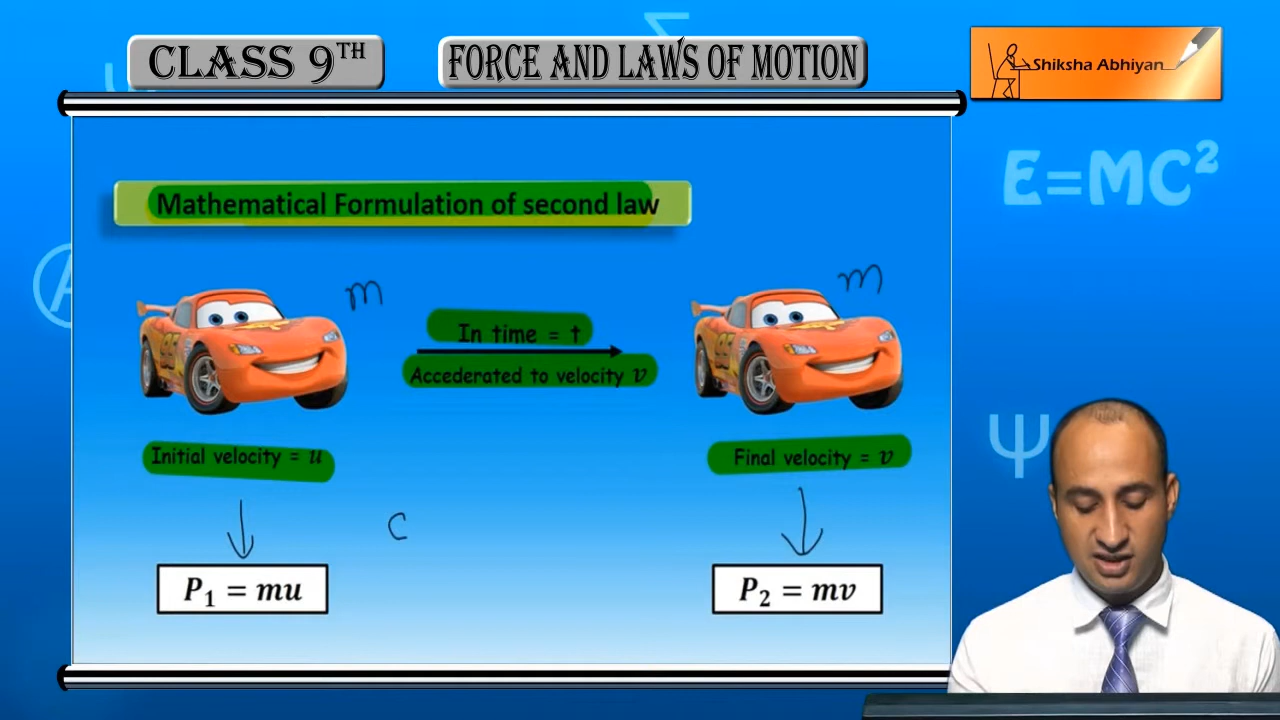 CLASS 9TH
FORCE AND LAWS OF MOTION
Shiksha Abhiyan
E=MC²
Mathematical Formulation of second law
m
m
In time = t
Accederated to velocity v
Initial velocity = u
Final velocity = v
Ψ
C
P₁ = mu
P₂ = mv